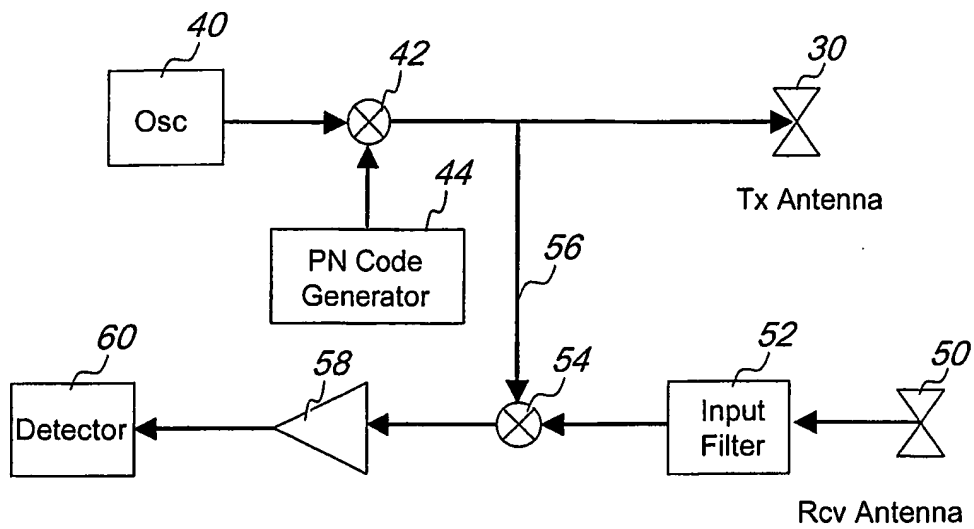 40
42
30
Osc
44
Tx Antenna
PN Code
Generator
56
60
58
54
52
50
Detector
Input
Filter
Rcv Antenna